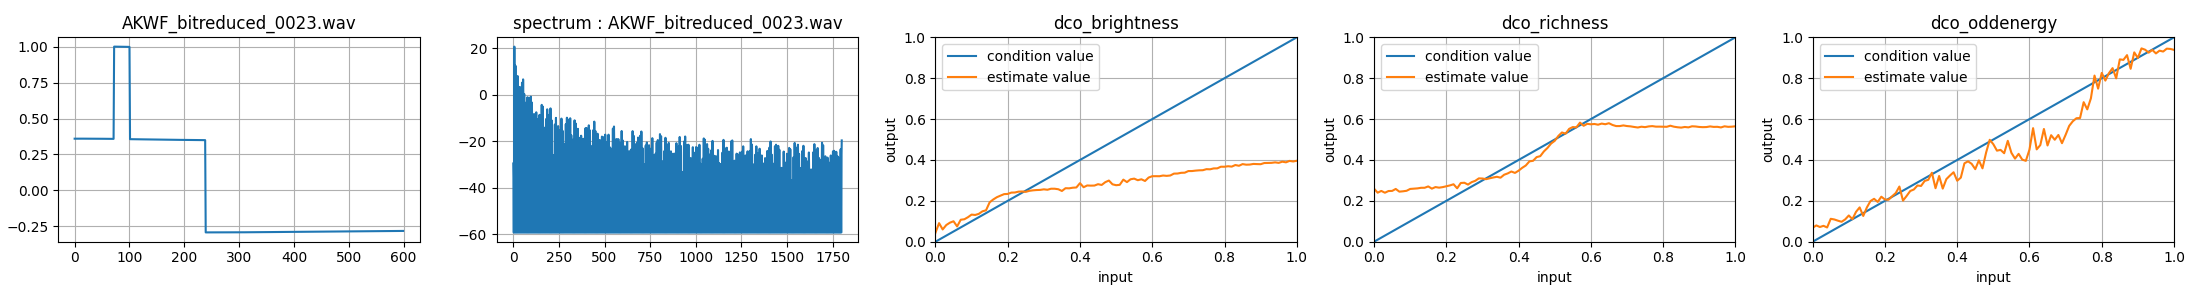 AKWF_bitreduced_0023.wav
1.00
0.75
0.50
0.25
0.00
−0.25
0 100 200 300 400 500 600
spectrum : AKWF_bitreduced_0023.wav
20
0
−20
−40
−60
0 250 500 750 1000 1250 1500 1750
dco_brightness
condition value
estimate value
output
1.0
0.8
0.6
0.4
0.2
0.0
0.0 0.2 0.4 0.6 0.8 1.0
input
dco_richness
condition value
estimate value
output
1.0
0.8
0.6
0.4
0.2
0.0
0.0 0.2 0.4 0.6 0.8 1.0
input
dco_oddenergy
condition value
estimate value
output
1.0
0.8
0.6
0.4
0.2
0.0
0.0 0.2 0.4 0.6 0.8 1.0
input